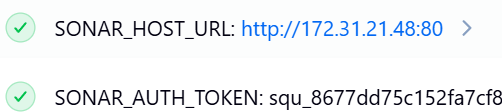 SONAR_HOST_URL: http://172.31.21.48:80
SONAR_AUTH_TOKEN: squ_8677dd75c152fa7cf8